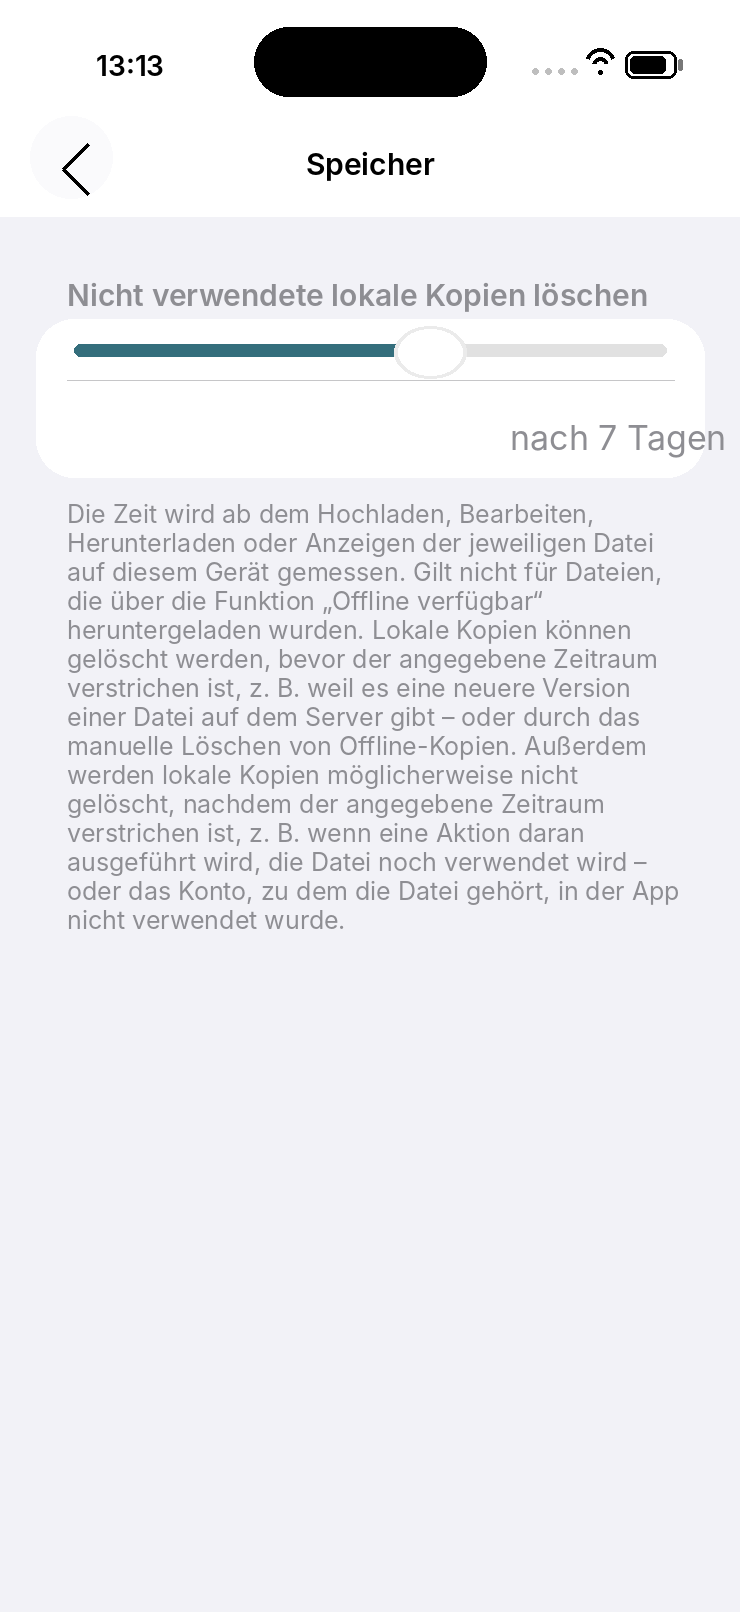 13:13
Speicher
Nicht verwendete lokale Kopien löschen
nach 7 Tagen
Die Zeit wird ab dem Hochladen, Bearbeiten,
Herunterladen oder Anzeigen der jeweiligen Datei
auf diesem Gerät gemessen. Gilt nicht für Dateien,
die über die Funktion „Offline verfügbar“
heruntergeladen wurden. Lokale Kopien können
gelöscht werden, bevor der angegebene Zeitraum
verstrichen ist, z. B. weil es eine neuere Version
einer Datei auf dem Server gibt – oder durch das
manuelle Löschen von Offline-Kopien. Außerdem
werden lokale Kopien möglicherweise nicht
gelöscht, nachdem der angegebene Zeitraum
verstrichen ist, z. B. wenn eine Aktion daran
ausgeführt wird, die Datei noch verwendet wird –
oder das Konto, zu dem die Datei gehört, in der App
nicht verwendet wurde.